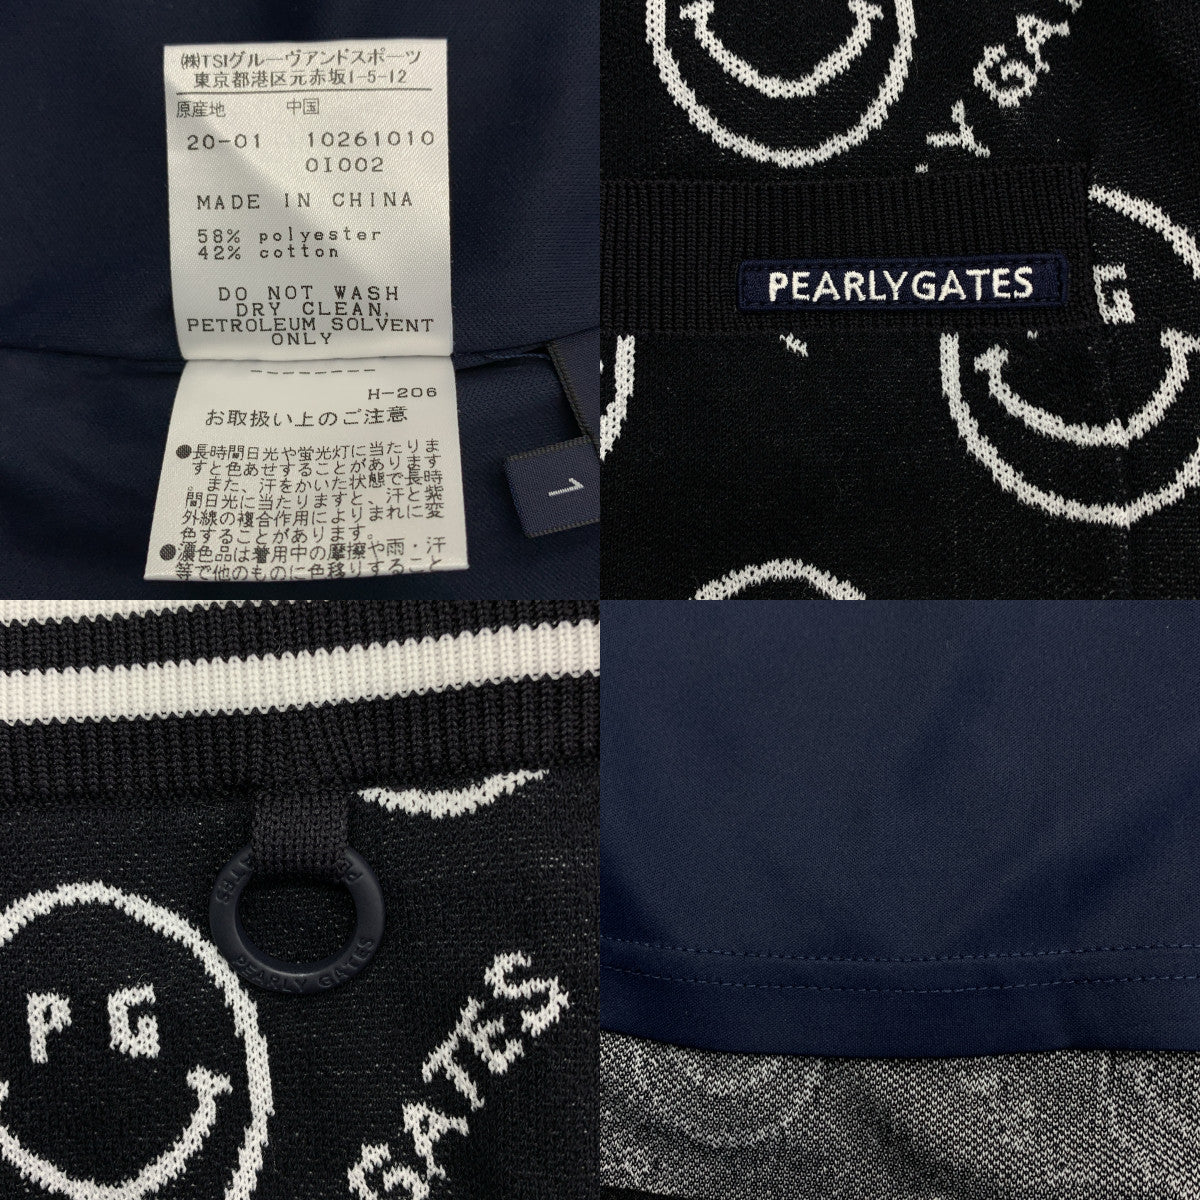 ㈱TSIグルーヴアンドスポーツ
東京都港区元赤坂1-5-12
原産地 中国
20-01 10261010
01002
MADE IN CHINA
58% polyester
42% cotton
DO NOT WASH
DRY CLEAN,
PETROLEUM SOLVENT
ONLY
--------
H-206
お取扱い上のご注意
●長時間日光や蛍光灯に当たりま
すと色あせすることがあります
。また、汗をかいた状態で長時
間日光に当たりますと、汗と紫
外線の複合作用によりまれに変
色することがあります。
●濃色品は着用中の摩擦や雨・汗
等で他のものに色移りすること
1
Y GA
PEARLY GATES
G
PEARLY GATES
P G
GATES